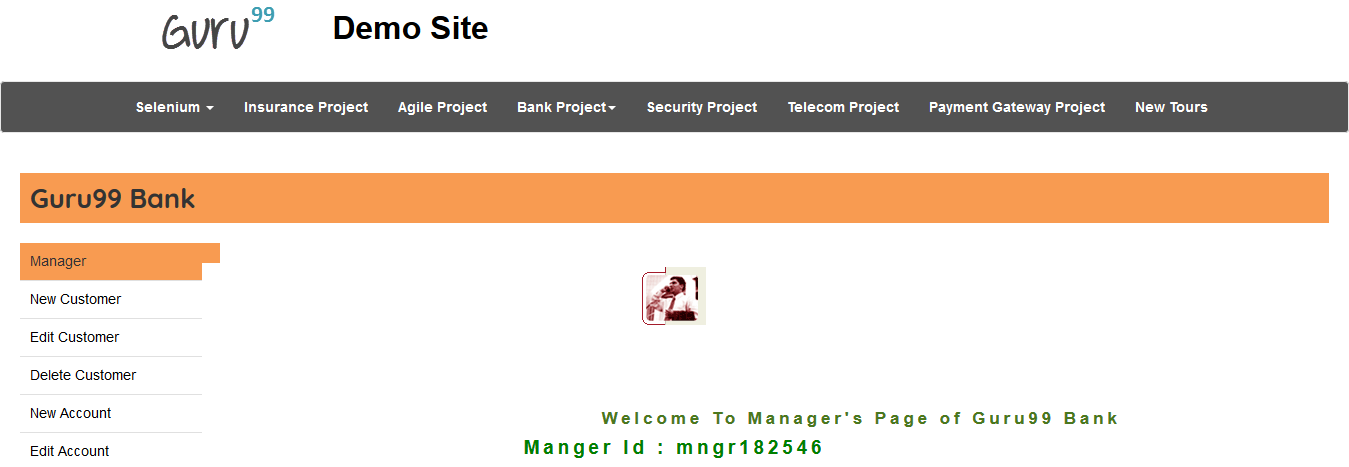 Guru99
Demo Site
Selenium Insurance Project Agile Project Bank Project Security Project Telecom Project Payment Gateway Project New Tours
Guru99 Bank
Manager
New Customer
Edit Customer
Delete Customer
New Account
Edit Account
Welcome To Manager's Page of Guru99 Bank
Manger Id : mngr182546